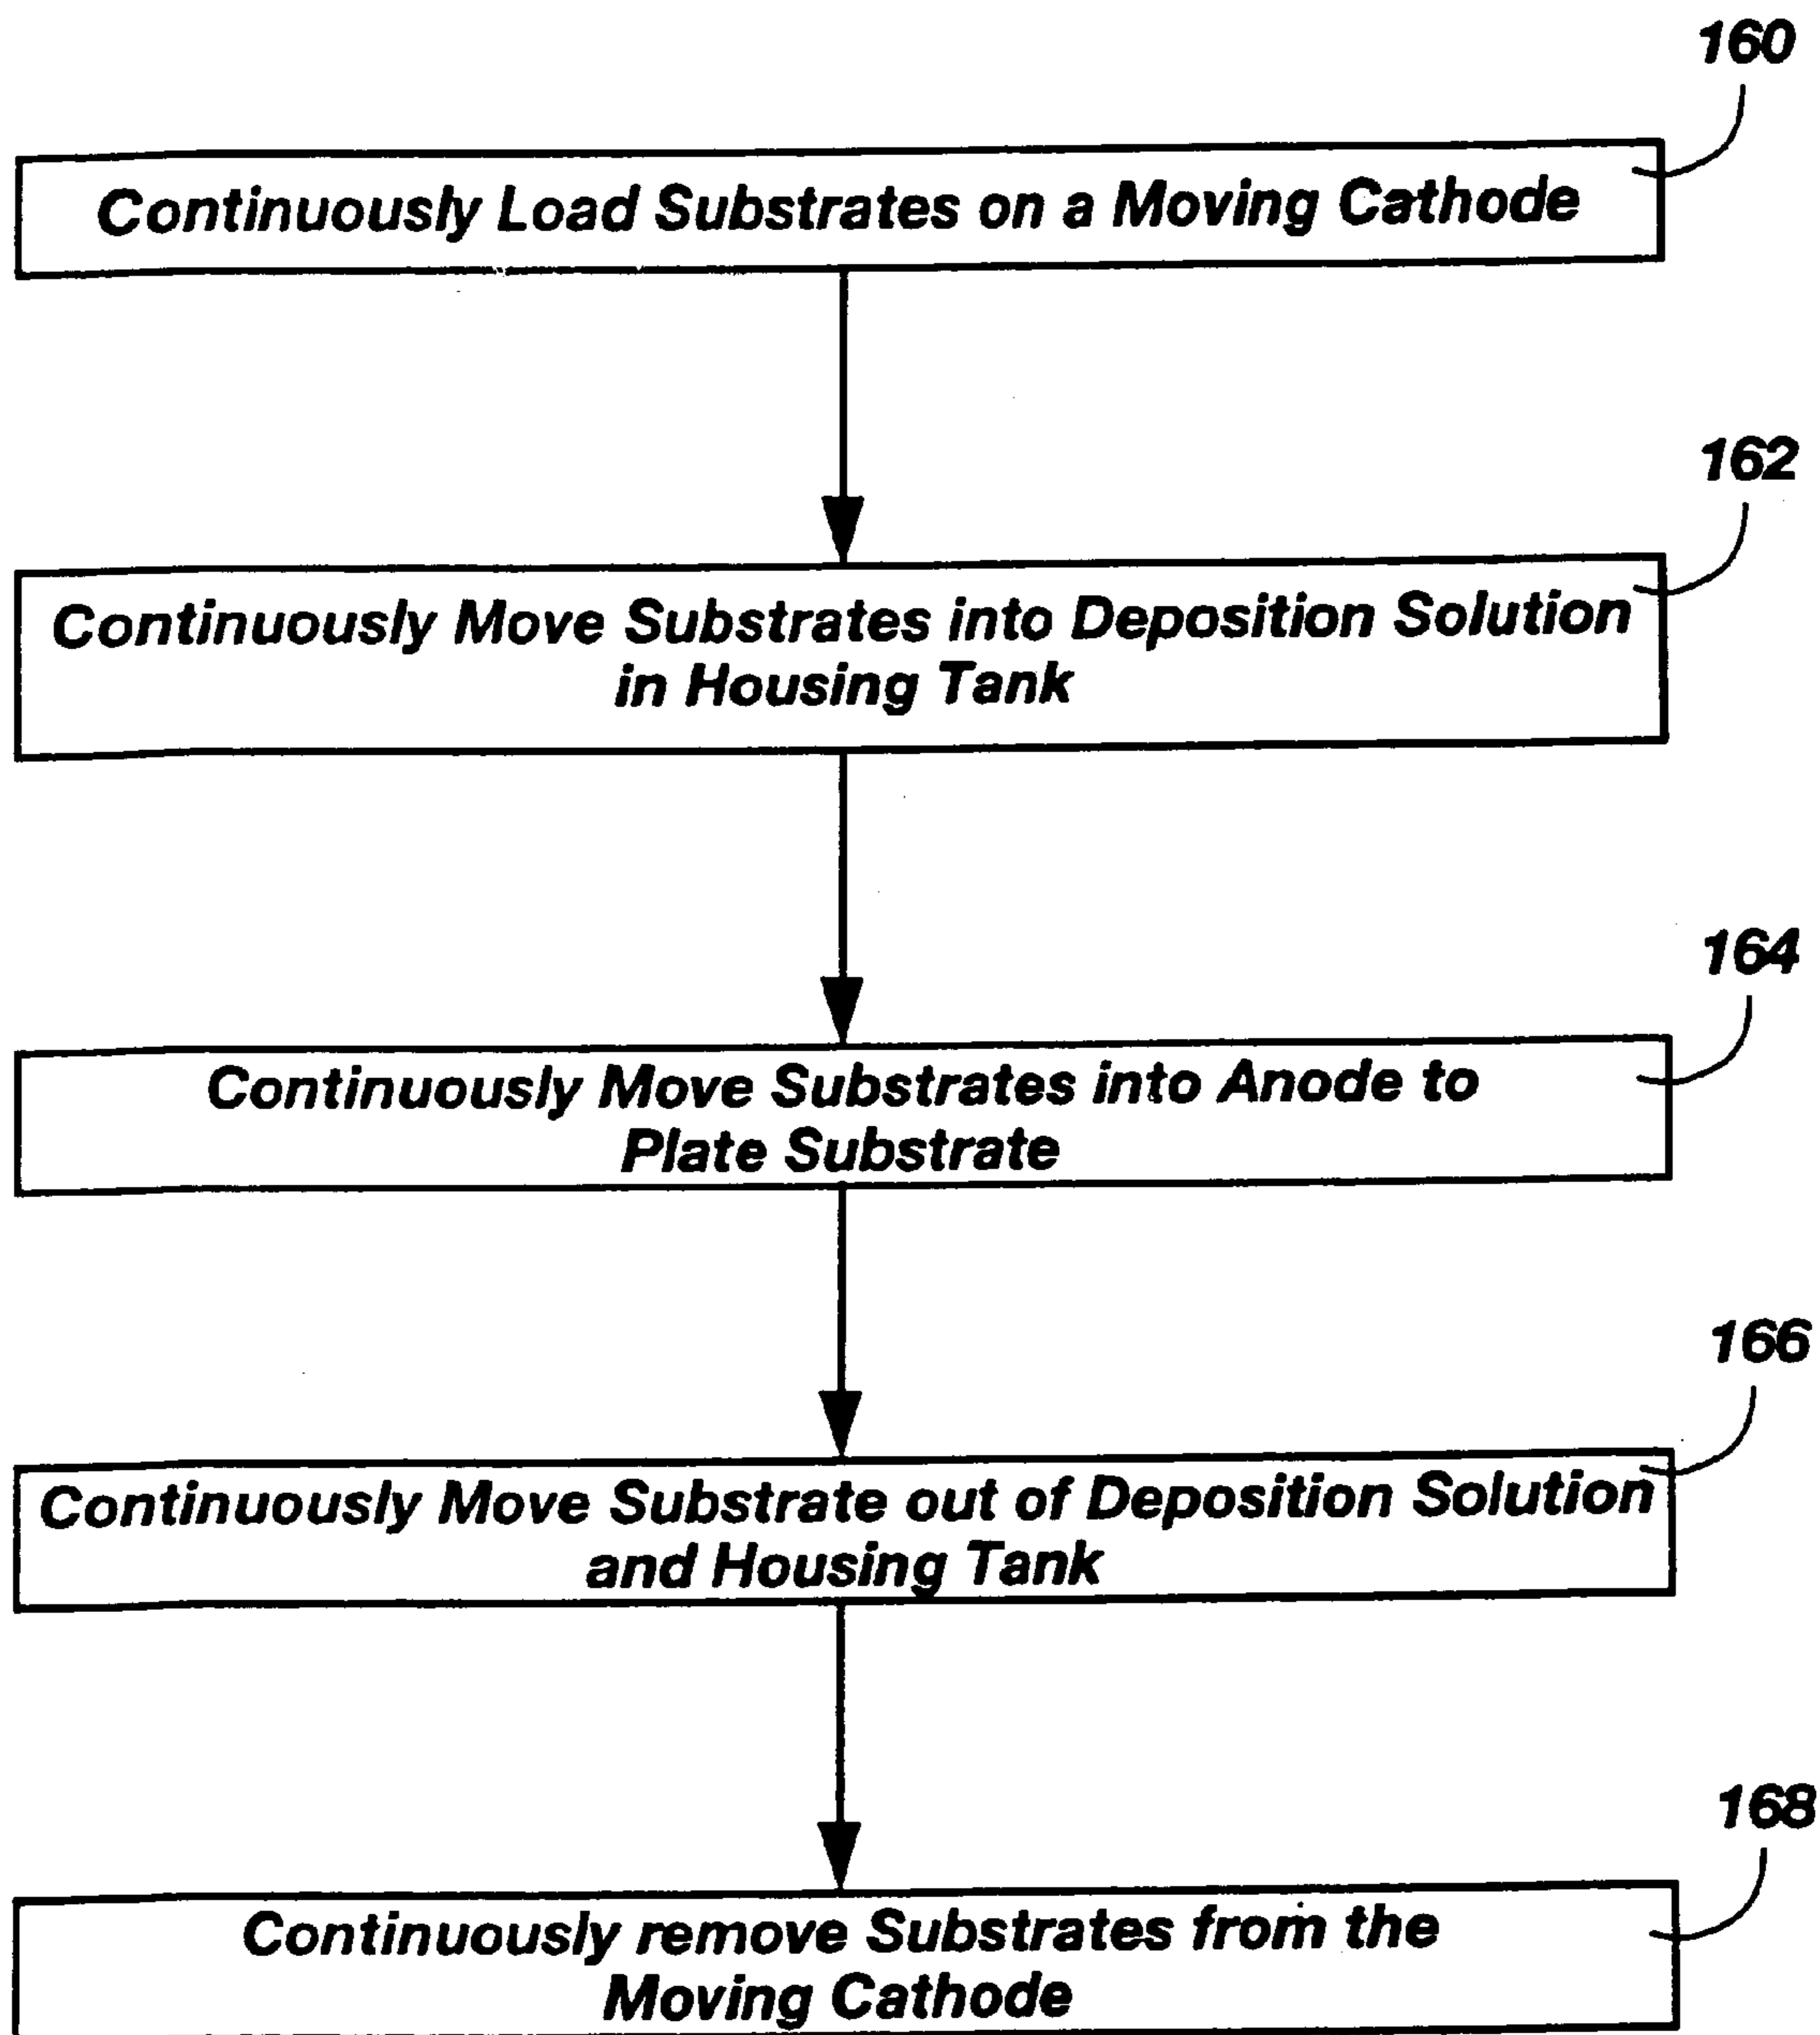 160
Continuously Load Substrates on a Moving Cathode
162
Continuously Move Substrates into Deposition Solution
in Housing Tank
164
Continuously Move Substrates into Anode to
Plate Substrate
166
Continuously Move Substrate out of Deposition Solution
and Housing Tank
168
Continuously remove Substrates from the
Moving Cathode